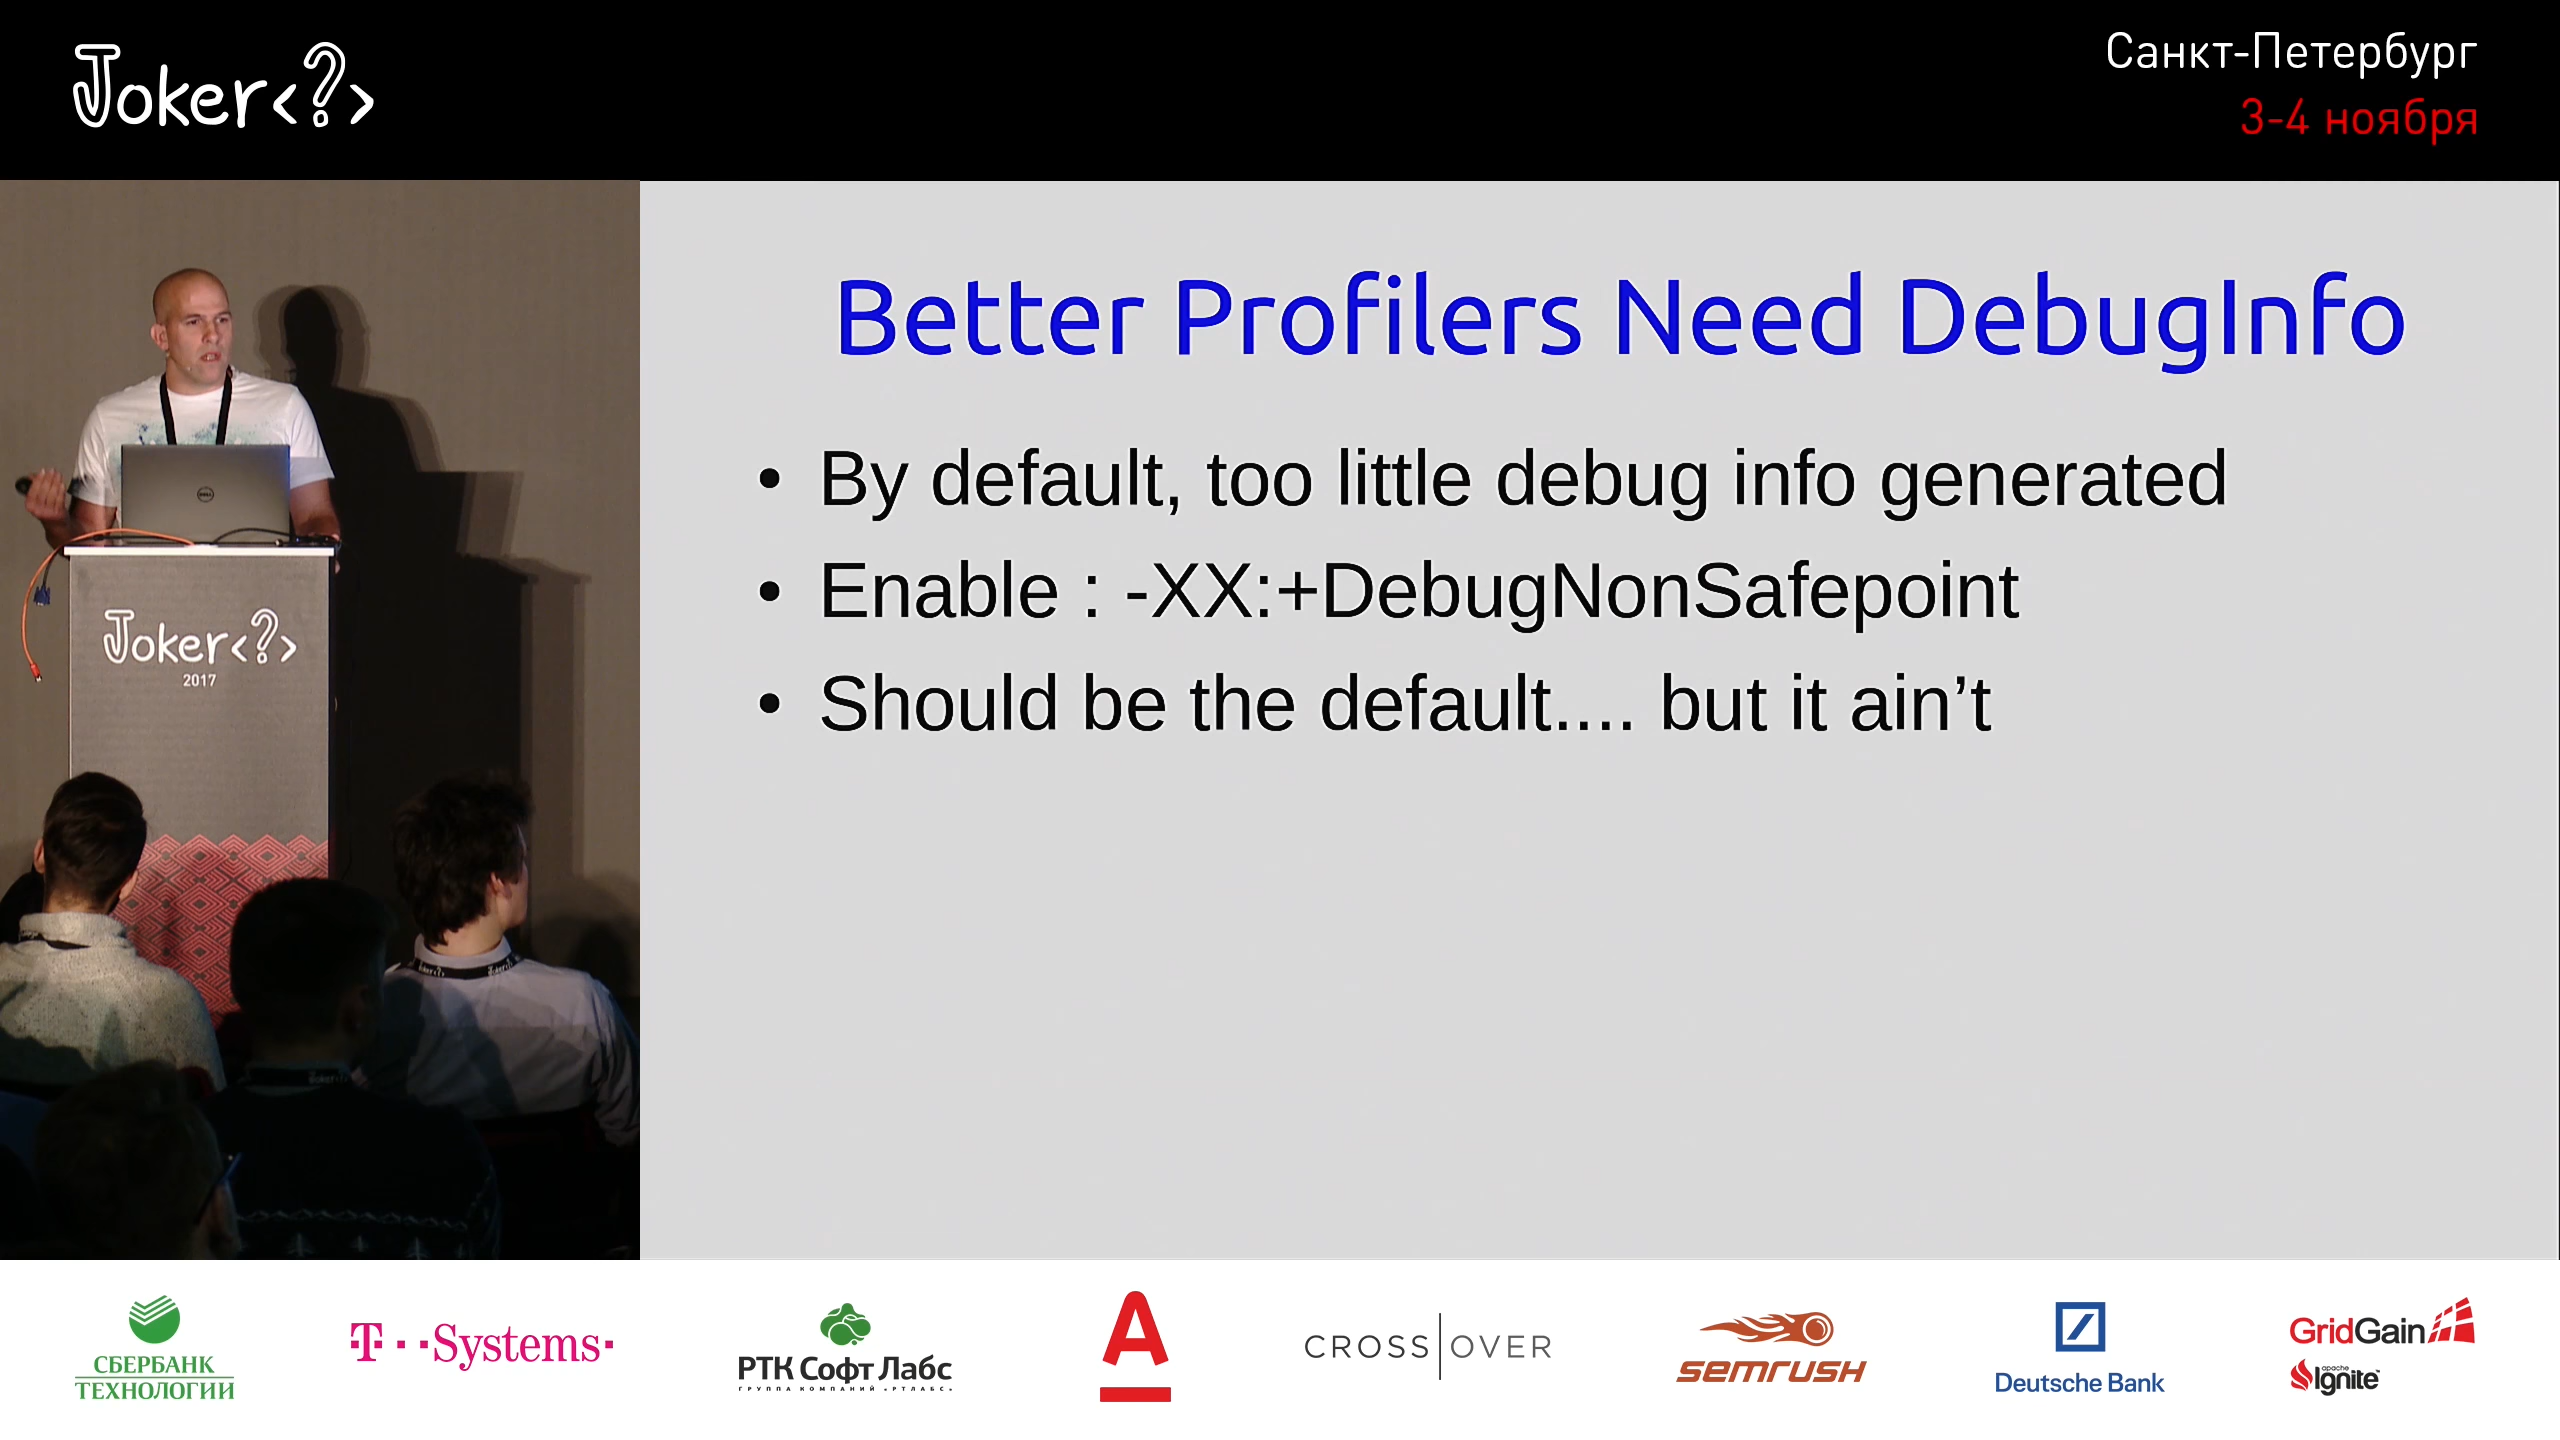 Joker<?>
Санкт-Петербург
3-4 ноября
Better Profilers Need DebugInfo
• By default, too little debug info generated
• Enable : -XX:+DebugNonSafepoint
• Should be the default.... but it ain’t
DELL
Joker<?>
2017
СБЕРБАНК
ТЕХНОЛОГИИ
T··Systems·
РТК Софт Лабс
ГРУППА КОМПАНИЙ «РТЛАБС»
А
CROSS|OVER
semrush
Deutsche Bank
GridGain
apache
Ignite